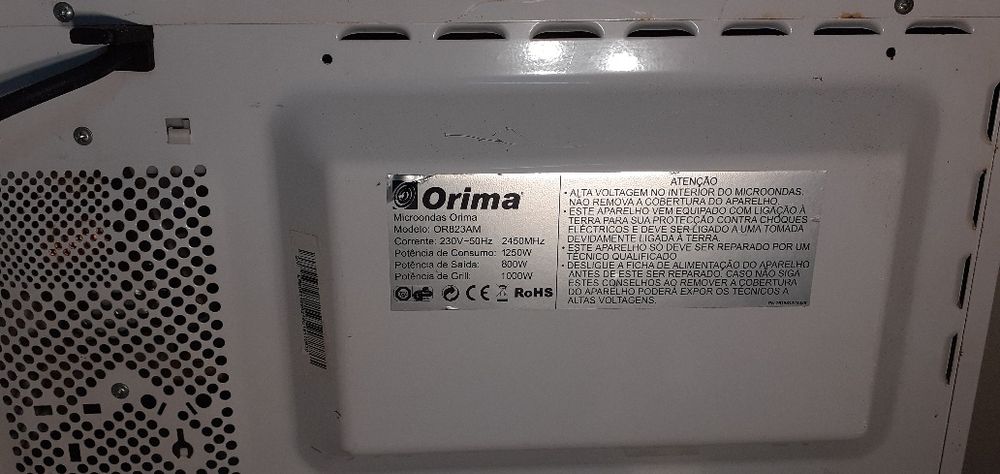 Orima
Microondas Orima
Modelo: OR823AM
Corrente: 230V~50Hz 2450MHz
Potência de Consumo: 1250W
Potência de Saída: 800W
Potência de Grill: 1000W
CE RoHS
ATENÇÃO
• ALTA VOLTAGEM NO INTERIOR DO MICROONDAS.
NÃO REMOVA A COBERTURA DO APARELHO.
• ESTE APARELHO VEM EQUIPADO COM LIGAÇÃO À
TERRA PARA SUA PROTECÇÃO CONTRA CHOQUES
ELÉCTRICOS E DEVE SER LIGADO A UMA TOMADA
DEVIDAMENTE LIGADA À TERRA.
• ESTE APARELHO SÓ DEVE SER REPARADO POR UM
TÉCNICO QUALIFICADO
• DESLIGUE A FICHA DE ALIMENTAÇÃO DO APARELHO
ANTES DE ESTE SER REPARADO. CASO NÃO SIGA
ESTES CONSELHOS AO REMOVER A COBERTURA
DO APARELHO PODERÁ EXPOR OS TÉCNICOS A
ALTAS VOLTAGENS.